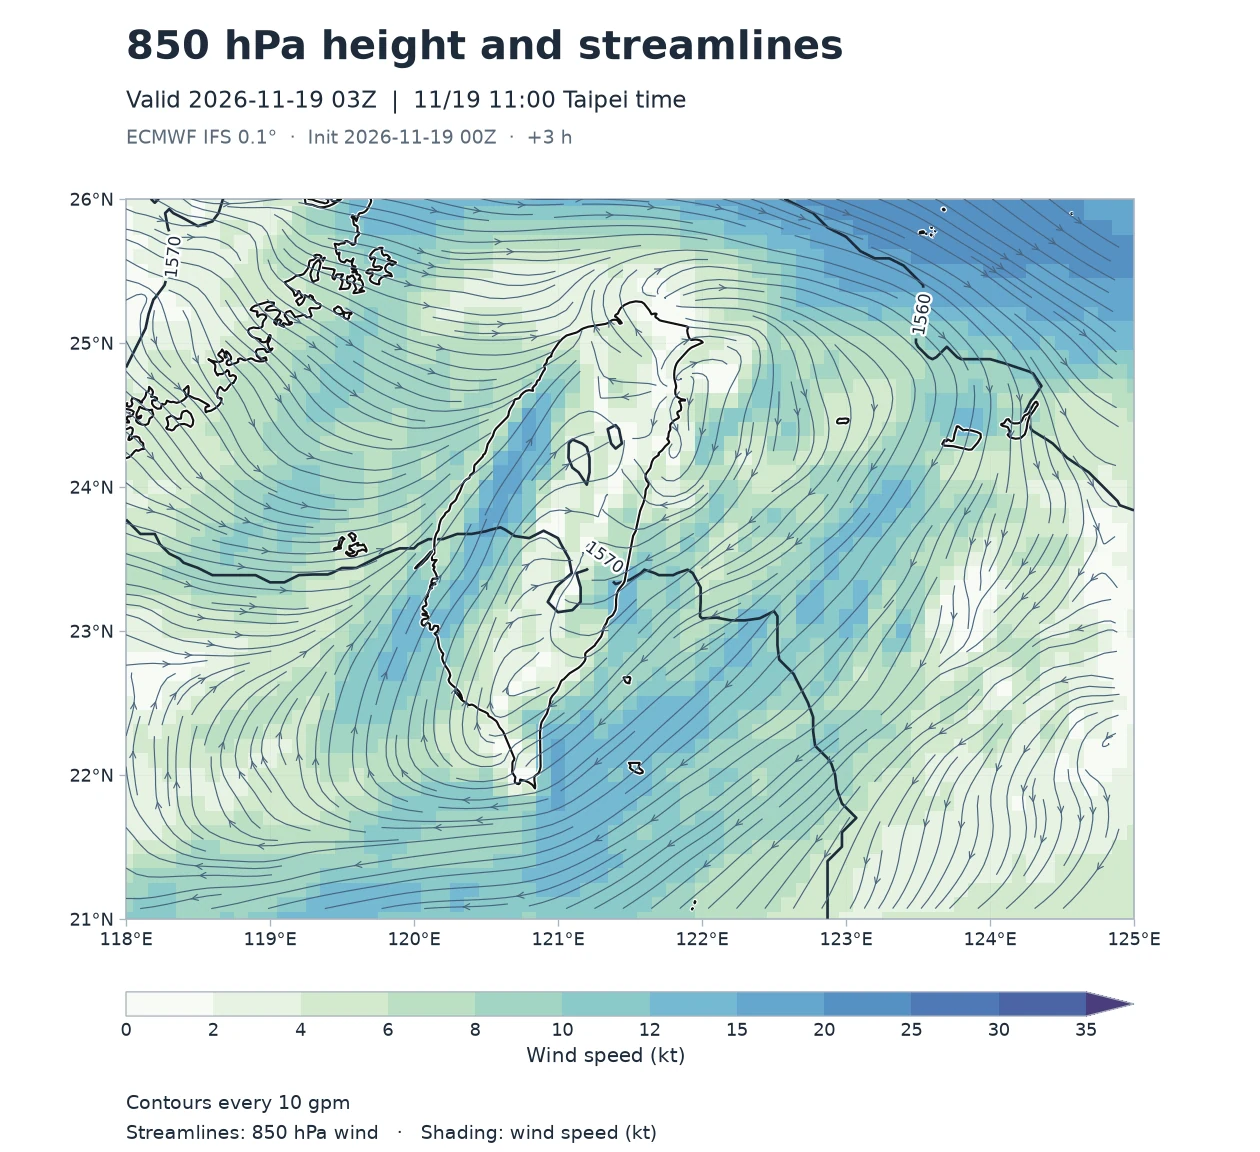 850 hPa height and streamlines
Valid 2026-11-19 03Z | 11/19 11:00 Taipei time
ECMWF IFS 0.1° · Init 2026-11-19 00Z · +3 h
26°N
25°N
24°N
23°N
22°N
21°N
1570
1560
1570
118°E 119°E 120°E 121°E 122°E 123°E 124°E 125°E
0 2 4 6 8 10 12 15 20 25 30 35
Wind speed (kt)
Contours every 10 gpm
Streamlines: 850 hPa wind · Shading: wind speed (kt)